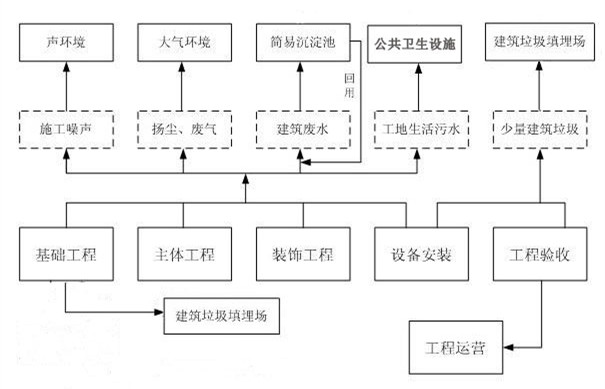 声环境
大气环境
简易沉淀池
公共卫生设施
建筑垃圾填埋场
回用
施工噪声
扬尘、废气
建筑废水
工地生活污水
少量建筑垃圾
基础工程
主体工程
装饰工程
设备安装
工程验收
建筑垃圾填埋场
工程运营